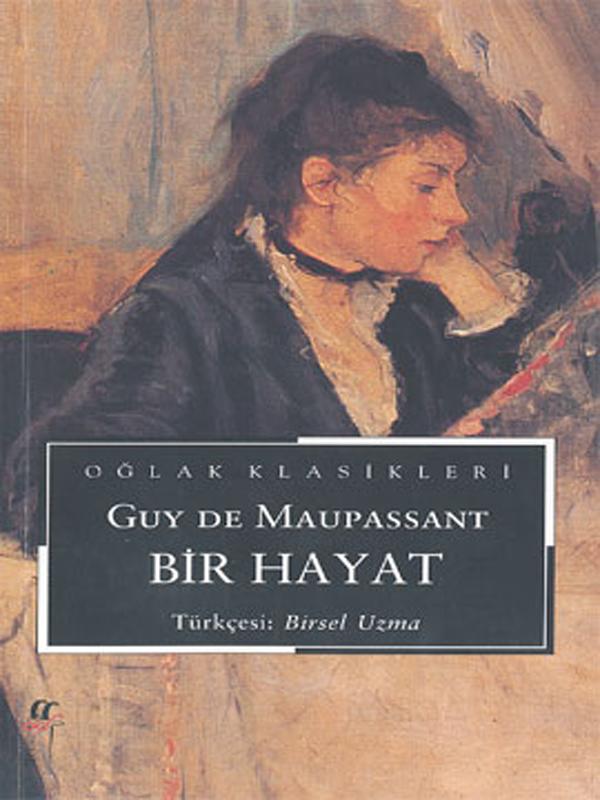 OĞLAK KLASİKLERİ
GUY DE MAUPASSANT
BİR HAYAT
Türkçesi: Birsel Uzma